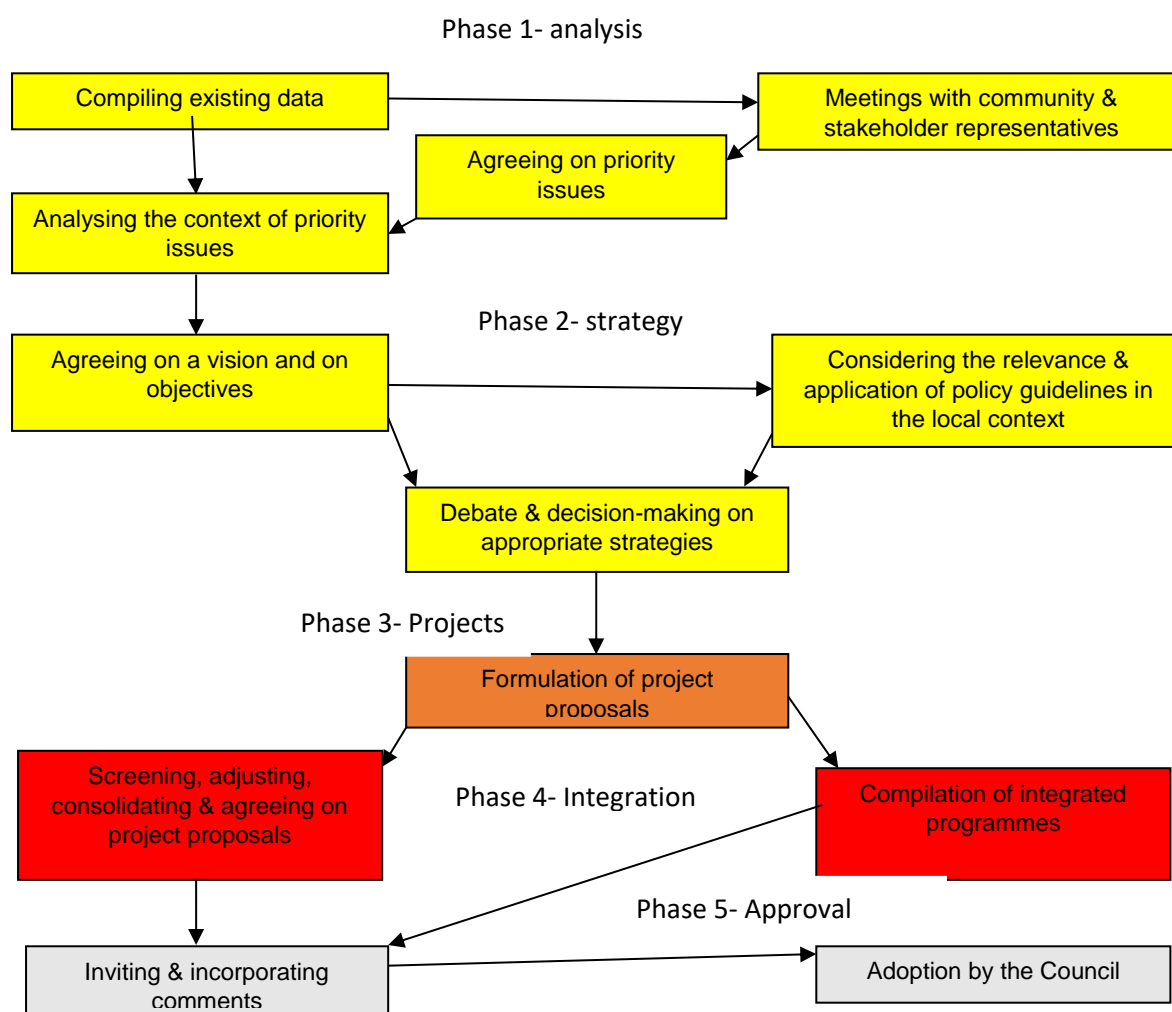 Phase 1- analysis
Compiling existing data
Meetings with community &
stakeholder representatives
Agreeing on priority
issues
Analysing the context of priority
issues
Phase 2- strategy
Agreeing on a vision and on
objectives
Considering the relevance &
application of policy guidelines in
the local context
Debate & decision-making on
appropriate strategies
Phase 3- Projects
Formulation of project
proposals
Screening, adjusting,
consolidating & agreeing on
project proposals
Phase 4- Integration
Compilation of integrated
programmes
Phase 5- Approval
Inviting & incorporating
comments
Adoption by the Council